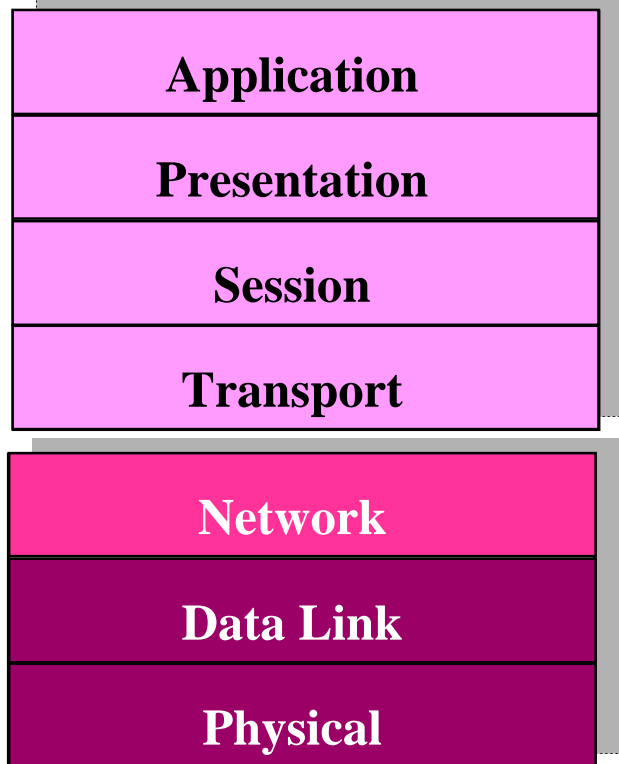 Application
Presentation
Session
Transport
Network
Data Link
Physical